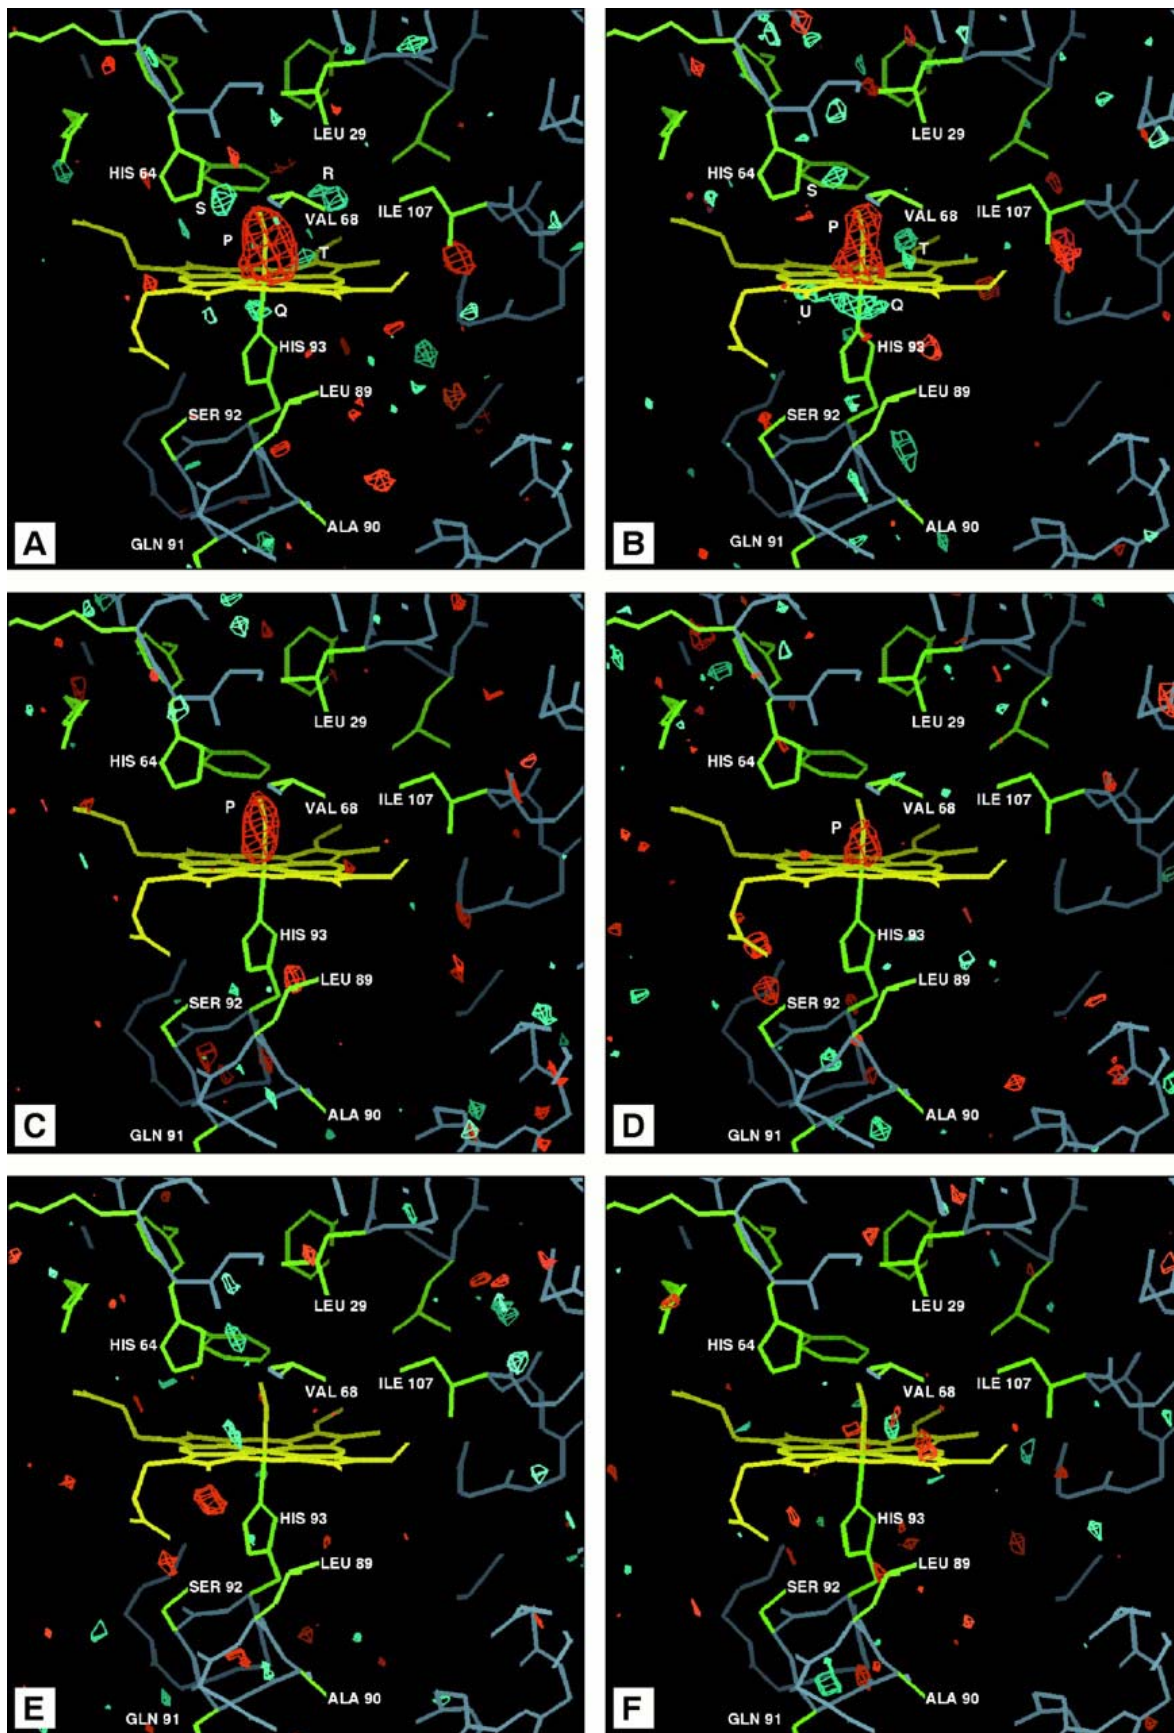 LEU 29
HIS 64
R
S
VAL 68
ILE 107
P
T
Q
HIS 93
LEU 89
SER 92
ALA 90
GLN 91
A
LEU 29
HIS 64
S
VAL 68
ILE 107
P
T
U
Q
HIS 93
LEU 89
SER 92
ALA 90
GLN 91
B
LEU 29
HIS 64
P
VAL 68
ILE 107
HIS 93
LEU 89
SER 92
ALA 90
GLN 91
C
LEU 29
HIS 64
VAL 68
ILE 107
P
HIS 93
LEU 89
SER 92
ALA 90
GLN 91
D
LEU 29
HIS 64
VAL 68
ILE 107
HIS 93
LEU 89
SER 92
ALA 90
GLN 91
E
LEU 29
HIS 64
VAL 68
ILE 107
HIS 93
LEU 89
SER 92
ALA 90
GLN 91
F